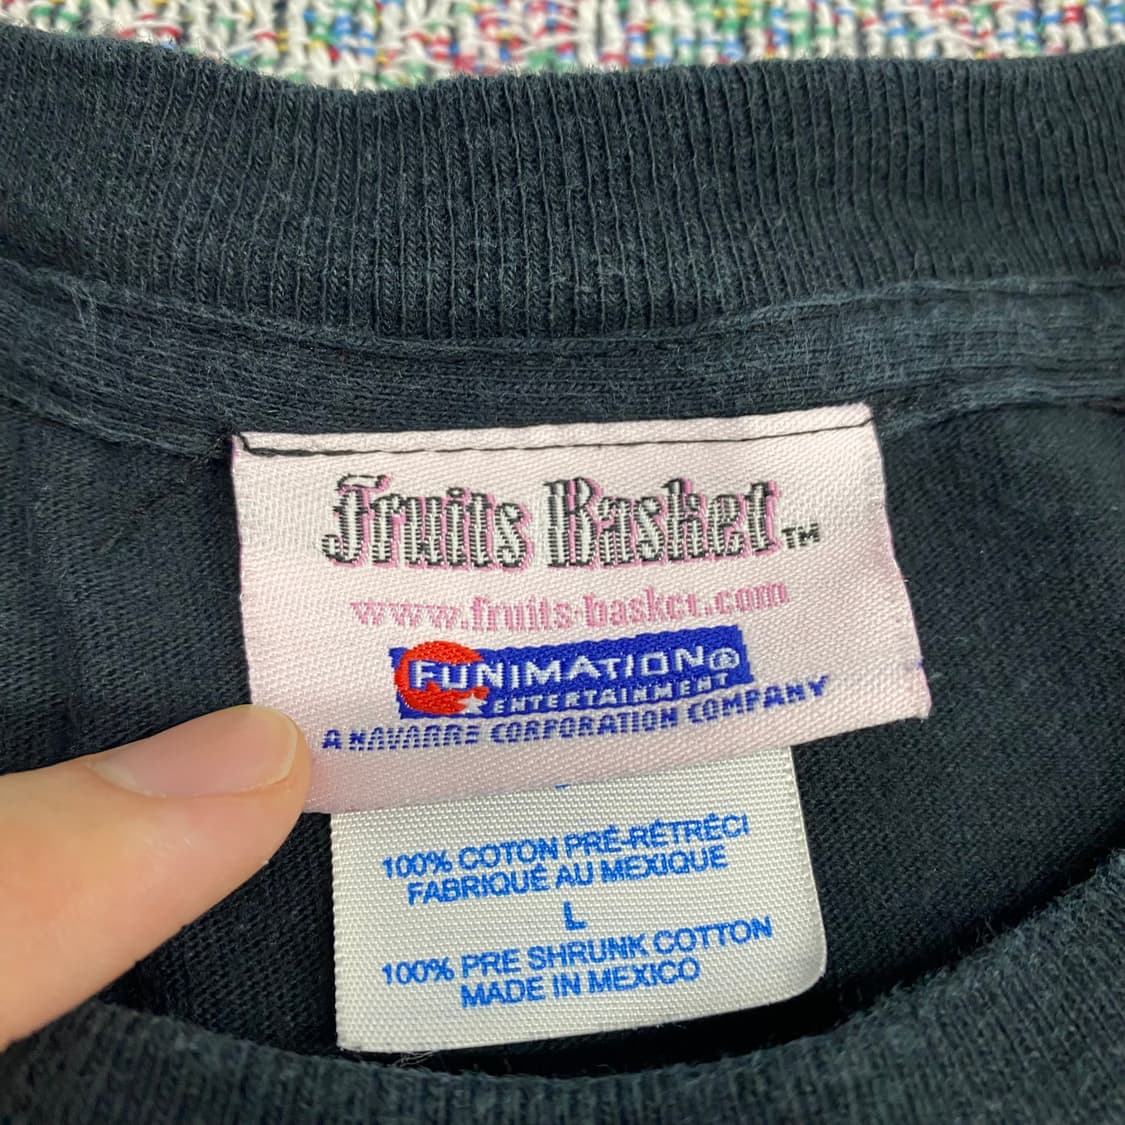 Fruits Basket™
www.fruits-basket.com
FUNIMATION®
ENTERTAINMENT
A NAVARRE CORPORATION COMPANY
100% COTON PRÉ-RÉTRÉCI
FABRIQUÉ AU MEXIQUE
L
100% PRE SHRUNK COTTON
MADE IN MEXICO